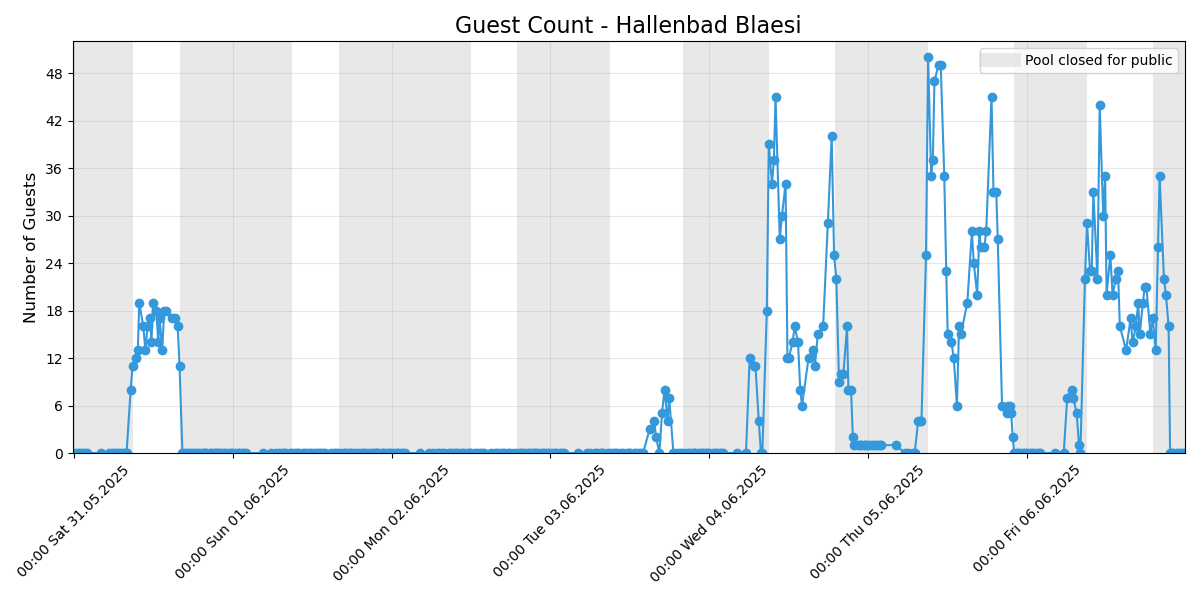 Guest Count - Hallenbad Blaesi
Pool closed for public
Number of Guests
48
42
36
30
24
18
12
6
0
00:00 Sat 31.05.2025
00:00 Sun 01.06.2025
00:00 Mon 02.06.2025
00:00 Tue 03.06.2025
00:00 Wed 04.06.2025
00:00 Thu 05.06.2025
00:00 Fri 06.06.2025